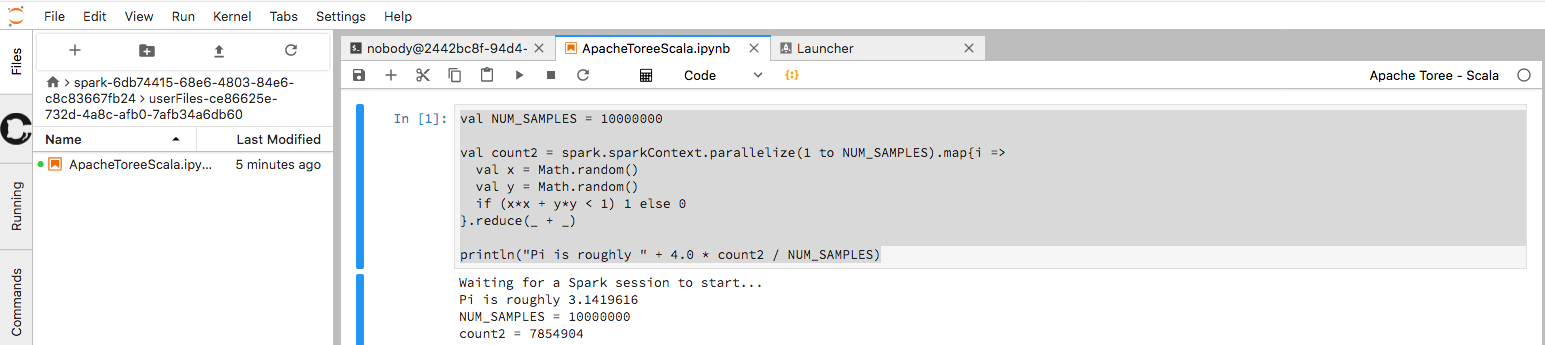 File Edit View Run Kernel Tabs Settings Help
Files
Running
Commands
spark-6db74415-68e6-4803-84e6-
c8c83667fb24 > userFiles-ce86625e-
732d-4a8c-afb0-7afb34a6db60
Name Last Modified
ApacheToreeScala.ipy... 5 minutes ago
nobody@2442bc8f-94d4- ApacheToreeScala.ipynb Launcher
Code {:} Apache Toree - Scala
In [1]: val NUM_SAMPLES = 10000000
val count2 = spark.sparkContext.parallelize(1 to NUM_SAMPLES).map{i =>
  val x = Math.random()
  val y = Math.random()
  if (x*x + y*y < 1) 1 else 0
}.reduce(_ + _)
println("Pi is roughly " + 4.0 * count2 / NUM_SAMPLES)
Waiting for a Spark session to start...
Pi is roughly 3.1419616
NUM_SAMPLES = 10000000
count2 = 7854904